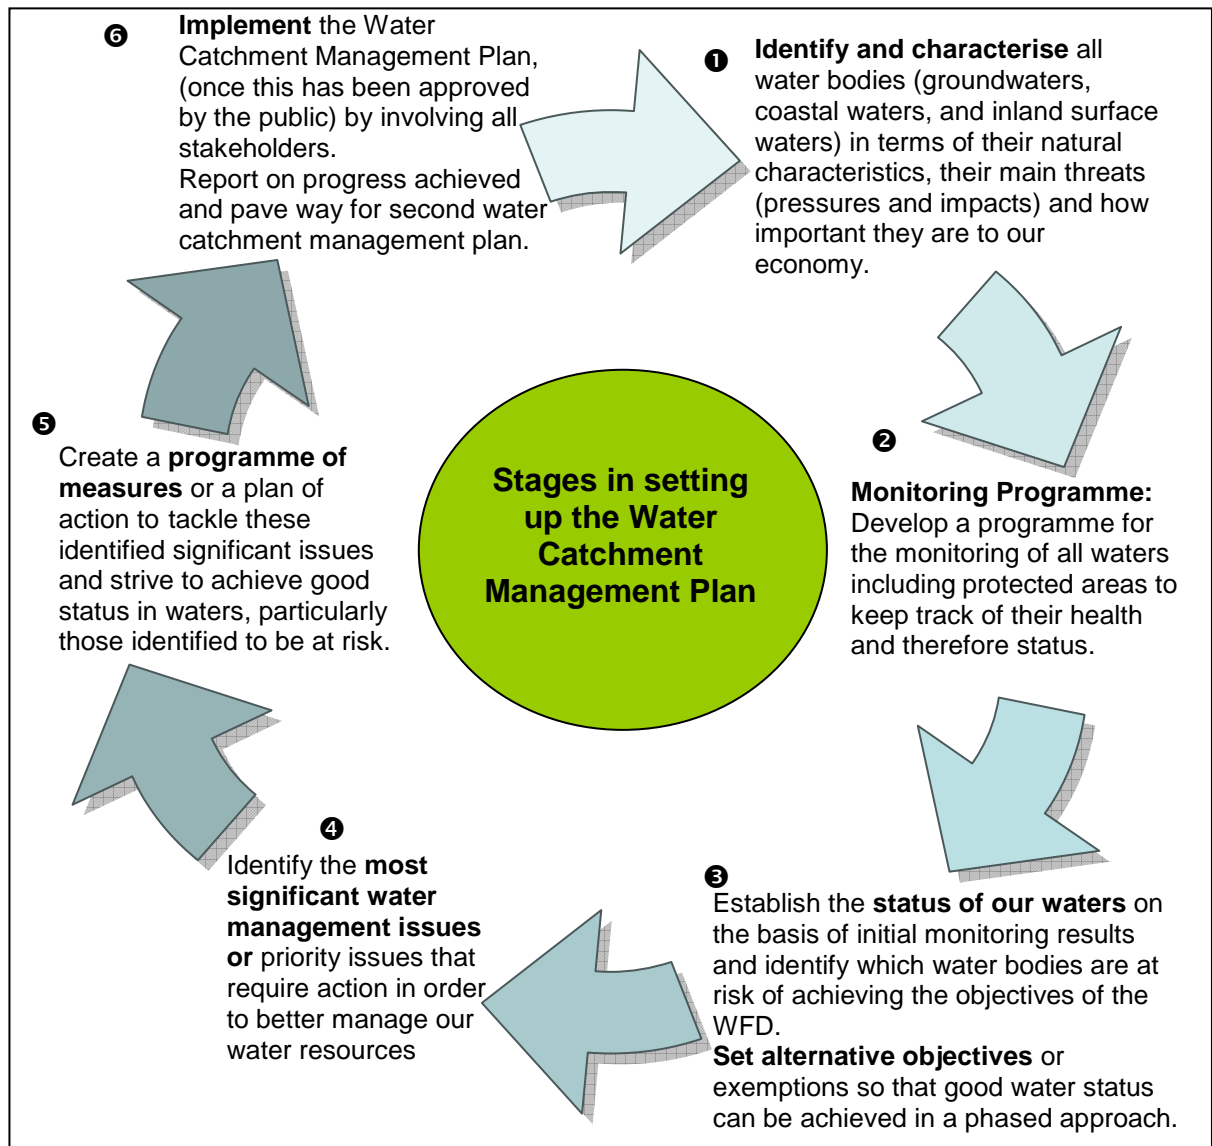 Stages in setting
up the Water
Catchment
Management Plan
❶
Identify and characterise all
water bodies (groundwaters,
coastal waters, and inland surface
waters) in terms of their natural
characteristics, their main threats
(pressures and impacts) and how
important they are to our
economy.
❷
Monitoring Programme:
Develop a programme for
the monitoring of all waters
including protected areas to
keep track of their health
and therefore status.
❸
Establish the status of our waters on
the basis of initial monitoring results
and identify which water bodies are at
risk of achieving the objectives of the
WFD.
Set alternative objectives or
exemptions so that good water status
can be achieved in a phased approach.
❹
Identify the most
significant water
management issues
or priority issues that
require action in order
to better manage our
water resources
❺
Create a programme of
measures or a plan of
action to tackle these
identified significant issues
and strive to achieve good
status in waters, particularly
those identified to be at risk.
❻
Implement the Water
Catchment Management Plan,
(once this has been approved
by the public) by involving all
stakeholders.
Report on progress achieved
and pave way for second water
catchment management plan.